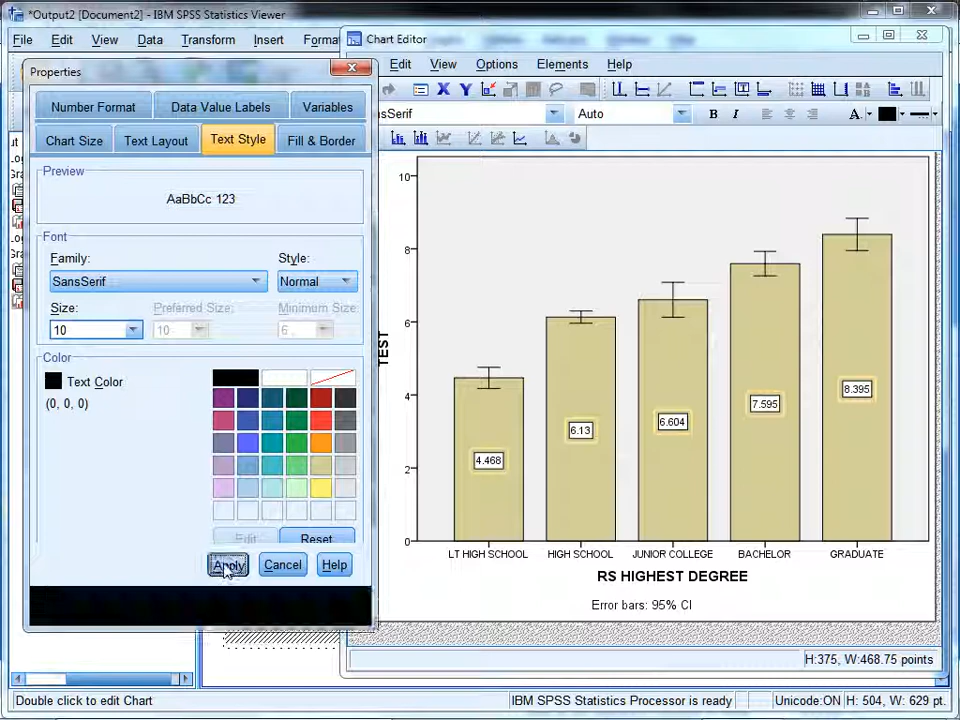 *Output2 [Document2] - IBM SPSS Statistics Viewer
File Edit View Data Transform Insert Forma
Chart Editor
Edit View Options Elements Help
Properties
Number Format Data Value Labels Variables
Chart Size Text Layout Text Style Fill & Border
Preview
AaBbCc 123
Font
Family: Style:
SansSerif Normal
Size: Preferred Size: Minimum Size:
10 10 6
Color
Text Color
(0, 0, 0)
Edit Reset
Apply Cancel Help
sSerif Auto B I A
10
8
6
4
2
0
TEST
4.468 6.13 6.604 7.595 8.395
LT HIGH SCHOOL HIGH SCHOOL JUNIOR COLLEGE BACHELOR GRADUATE
RS HIGHEST DEGREE
Error bars: 95% CI
H:375, W:468.75 points
Double click to edit Chart IBM SPSS Statistics Processor is ready Unicode:ON H: 504, W: 629 pt.